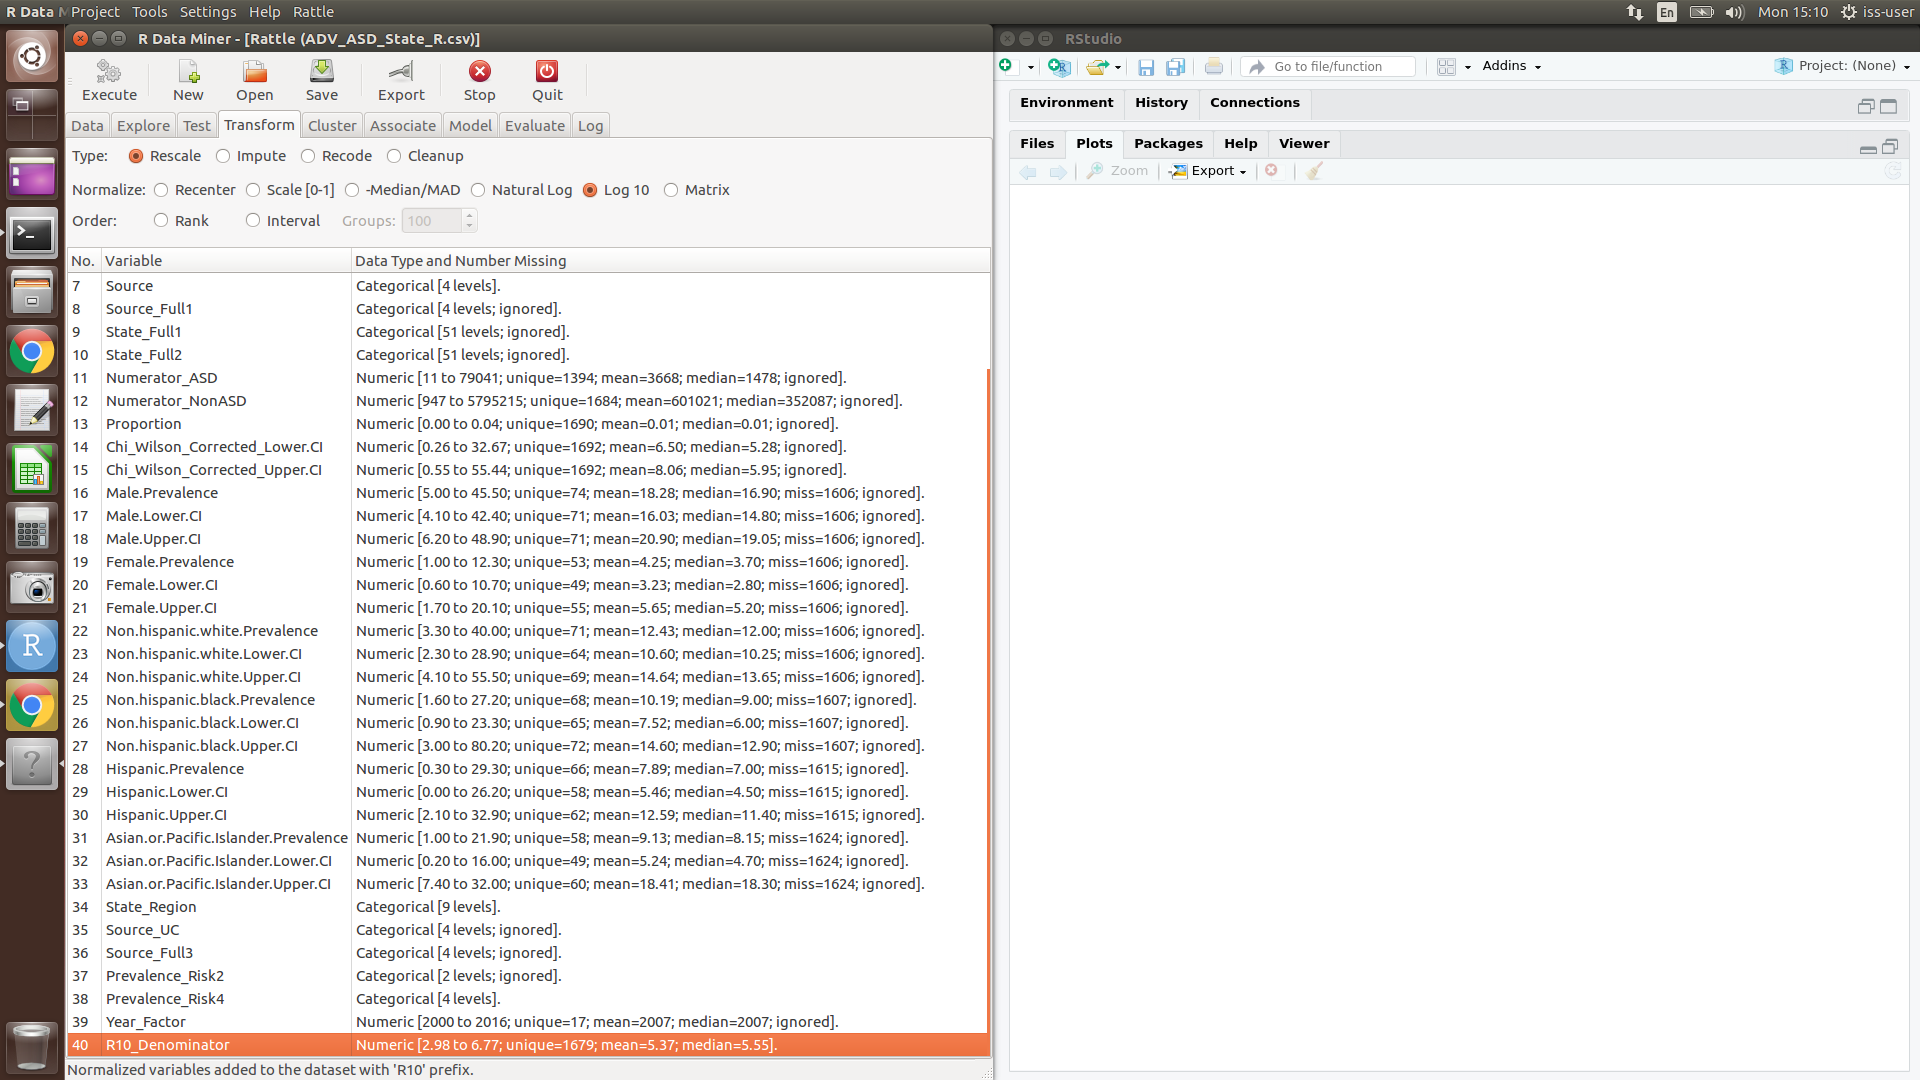 R Data M Project Tools Settings Help Rattle
En Mon 15:10 iss-user
R Data Miner - [Rattle (ADV_ASD_State_R.csv)]
Execute New Open Save Export Stop Quit
Data Explore Test Transform Cluster Associate Model Evaluate Log
Type: Rescale Impute Recode Cleanup
Normalize: Recenter Scale [0-1] -Median/MAD Natural Log Log 10 Matrix
Order: Rank Interval Groups: 100
No. Variable Data Type and Number Missing
7 Source Categorical [4 levels].
8 Source_Full1 Categorical [4 levels; ignored].
9 State_Full1 Categorical [51 levels; ignored].
10 State_Full2 Categorical [51 levels; ignored].
11 Numerator_ASD Numeric [11 to 79041; unique=1394; mean=3668; median=1478; ignored].
12 Numerator_NonASD Numeric [947 to 5795215; unique=1684; mean=601021; median=352087; ignored].
13 Proportion Numeric [0.00 to 0.04; unique=1690; mean=0.01; median=0.01; ignored].
14 Chi_Wilson_Corrected_Lower.CI Numeric [0.26 to 32.67; unique=1692; mean=6.50; median=5.28; ignored].
15 Chi_Wilson_Corrected_Upper.CI Numeric [0.55 to 55.44; unique=1692; mean=8.06; median=5.95; ignored].
16 Male.Prevalence Numeric [5.00 to 45.50; unique=74; mean=18.28; median=16.90; miss=1606; ignored].
17 Male.Lower.CI Numeric [4.10 to 42.40; unique=71; mean=16.03; median=14.80; miss=1606; ignored].
18 Male.Upper.CI Numeric [6.20 to 48.90; unique=71; mean=20.90; median=19.05; miss=1606; ignored].
19 Female.Prevalence Numeric [1.00 to 12.30; unique=53; mean=4.25; median=3.70; miss=1606; ignored].
20 Female.Lower.CI Numeric [0.60 to 10.70; unique=49; mean=3.23; median=2.80; miss=1606; ignored].
21 Female.Upper.CI Numeric [1.70 to 20.10; unique=55; mean=5.65; median=5.20; miss=1606; ignored].
22 Non.hispanic.white.Prevalence Numeric [3.30 to 40.00; unique=71; mean=12.43; median=12.00; miss=1606; ignored].
23 Non.hispanic.white.Lower.CI Numeric [2.30 to 28.90; unique=64; mean=10.60; median=10.25; miss=1606; ignored].
24 Non.hispanic.white.Upper.CI Numeric [4.10 to 55.50; unique=69; mean=14.64; median=13.65; miss=1606; ignored].
25 Non.hispanic.black.Prevalence Numeric [1.60 to 27.20; unique=68; mean=10.19; median=9.00; miss=1607; ignored].
26 Non.hispanic.black.Lower.CI Numeric [0.90 to 23.30; unique=65; mean=7.52; median=6.00; miss=1607; ignored].
27 Non.hispanic.black.Upper.CI Numeric [3.00 to 80.20; unique=72; mean=14.60; median=12.90; miss=1607; ignored].
28 Hispanic.Prevalence Numeric [0.30 to 29.30; unique=66; mean=7.89; median=7.00; miss=1615; ignored].
29 Hispanic.Lower.CI Numeric [0.00 to 26.20; unique=58; mean=5.46; median=4.50; miss=1615; ignored].
30 Hispanic.Upper.CI Numeric [2.10 to 32.90; unique=62; mean=12.59; median=11.40; miss=1615; ignored].
31 Asian.or.Pacific.Islander.Prevalence Numeric [1.00 to 21.90; unique=58; mean=9.13; median=8.15; miss=1624; ignored].
32 Asian.or.Pacific.Islander.Lower.CI Numeric [0.20 to 16.00; unique=49; mean=5.24; median=4.70; miss=1624; ignored].
33 Asian.or.Pacific.Islander.Upper.CI Numeric [7.40 to 32.00; unique=60; mean=18.41; median=18.30; miss=1624; ignored].
34 State_Region Categorical [9 levels].
35 Source_UC Categorical [4 levels; ignored].
36 Source_Full3 Categorical [4 levels; ignored].
37 Prevalence_Risk2 Categorical [2 levels; ignored].
38 Prevalence_Risk4 Categorical [4 levels].
39 Year_Factor Numeric [2000 to 2016; unique=17; mean=2007; median=2007; ignored].
40 R10_Denominator Numeric [2.98 to 6.77; unique=1679; mean=5.37; median=5.55].
Normalized variables added to the dataset with 'R10' prefix.
RStudio
Go to file/function Addins Project: (None)
Environment History Connections
Files Plots Packages Help Viewer
Zoom Export